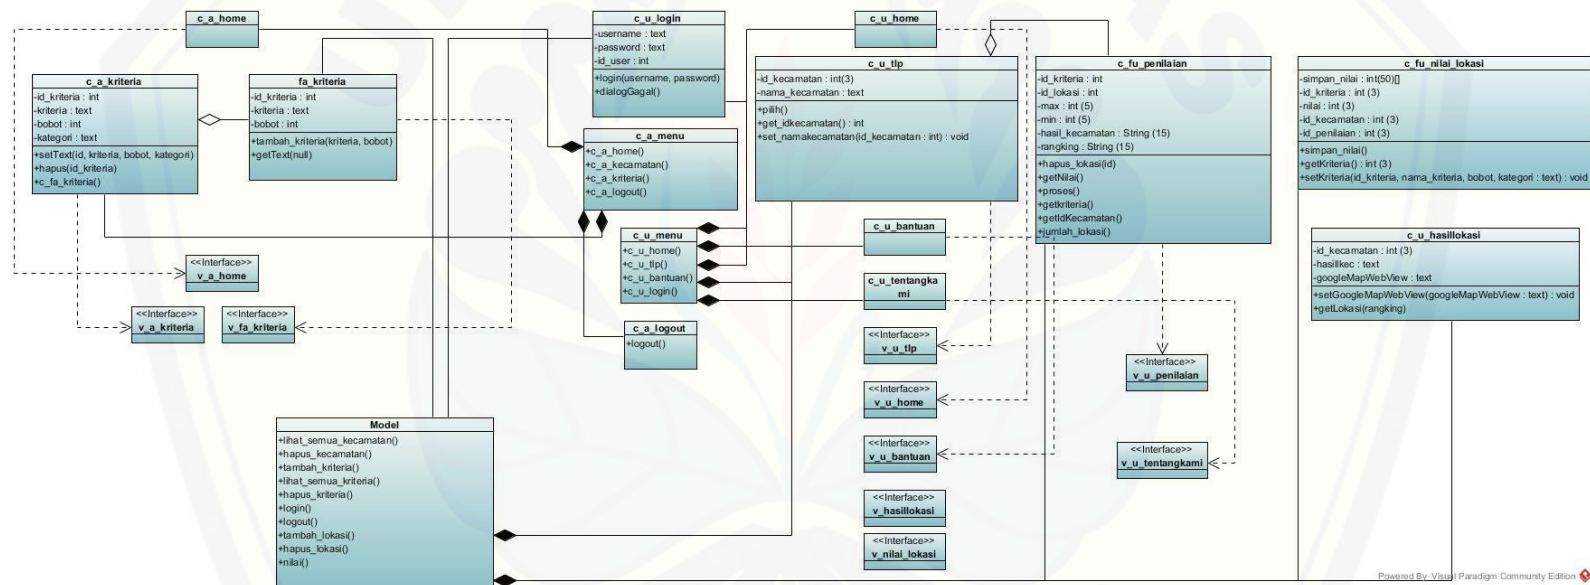 c_a_home
c_a_kriteria
-id_kriteria : int
-kriteria : text
-bobot : int
-kategori : text
+setText(id, kriteria, bobot, kategori)
+hapus(id_kriteria)
+c_fa_kriteria()
fa_kriteria
-id_kriteria : int
-kriteria : text
-bobot : int
+tambah_kriteria(kriteria, bobot)
+getText(null)
<<Interface>>
v_a_home
<<Interface>>
v_a_kriteria
<<Interface>>
v_fa_kriteria
c_u_login
-username : text
-password : text
-id_user : int
+login(username, password)
+dialogGagal()
c_a_menu
+c_a_home()
+c_a_kecamatan()
+c_a_kriteria()
+c_a_logout()
c_u_menu
+c_u_home()
+c_u_tlp()
+c_u_bantuan()
+c_u_login()
c_a_logout
+logout()
Model
+lihat_semua_kecamatan()
+hapus_kecamatan()
+tambah_kriteria()
+lihat_semua_kriteria()
+hapus_kriteria()
+login()
+logout()
+tambah_lokasi()
+hapus_lokasi()
+nilai()
c_u_home
c_u_tlp
-id_kecamatan : int(3)
-nama_kecamatan : text
+pilih()
+get_idkecamatan() : int
+set_namakecamatan(id_kecamatan : int) : void
c_u_bantuan
c_u_tentangka
mi
<<Interface>>
v_u_tlp
<<Interface>>
v_u_home
<<Interface>>
v_u_bantuan
<<Interface>>
v_hasillokasi
<<Interface>>
v_nilai_lokasi
c_fu_penilaian
-id_kriteria : int
-id_lokasi : int
-max : int (5)
-min : int (5)
-hasil_kecamatan : String (15)
-rangking : String (15)
+hapus_lokasi(id)
+getNilai()
+proses()
+getkriteria()
+getIdKecamatan()
+jumlah_lokasi()
<<Interface>>
v_u_penilaian
<<Interface>>
v_u_tentangkami
c_fu_nilai_lokasi
-simpan_nilai : int(50)[]
-id_kriteria : int (3)
-nilai : int (3)
-id_kecamatan : int (3)
-id_penilaian : int (3)
+simpan_nilai()
+getKriteria() : int (3)
+setKriteria(id_kriteria, nama_kriteria, bobot, kategori : text) : void
c_u_hasillokasi
-id_kecamatan : int (3)
-hasillkec : text
-googleMapWebView : text
+setGoogleMapWebView(googleMapWebView : text) : void
+getLokasi(rangking)
Powered By Visual Paradigm Community Edition